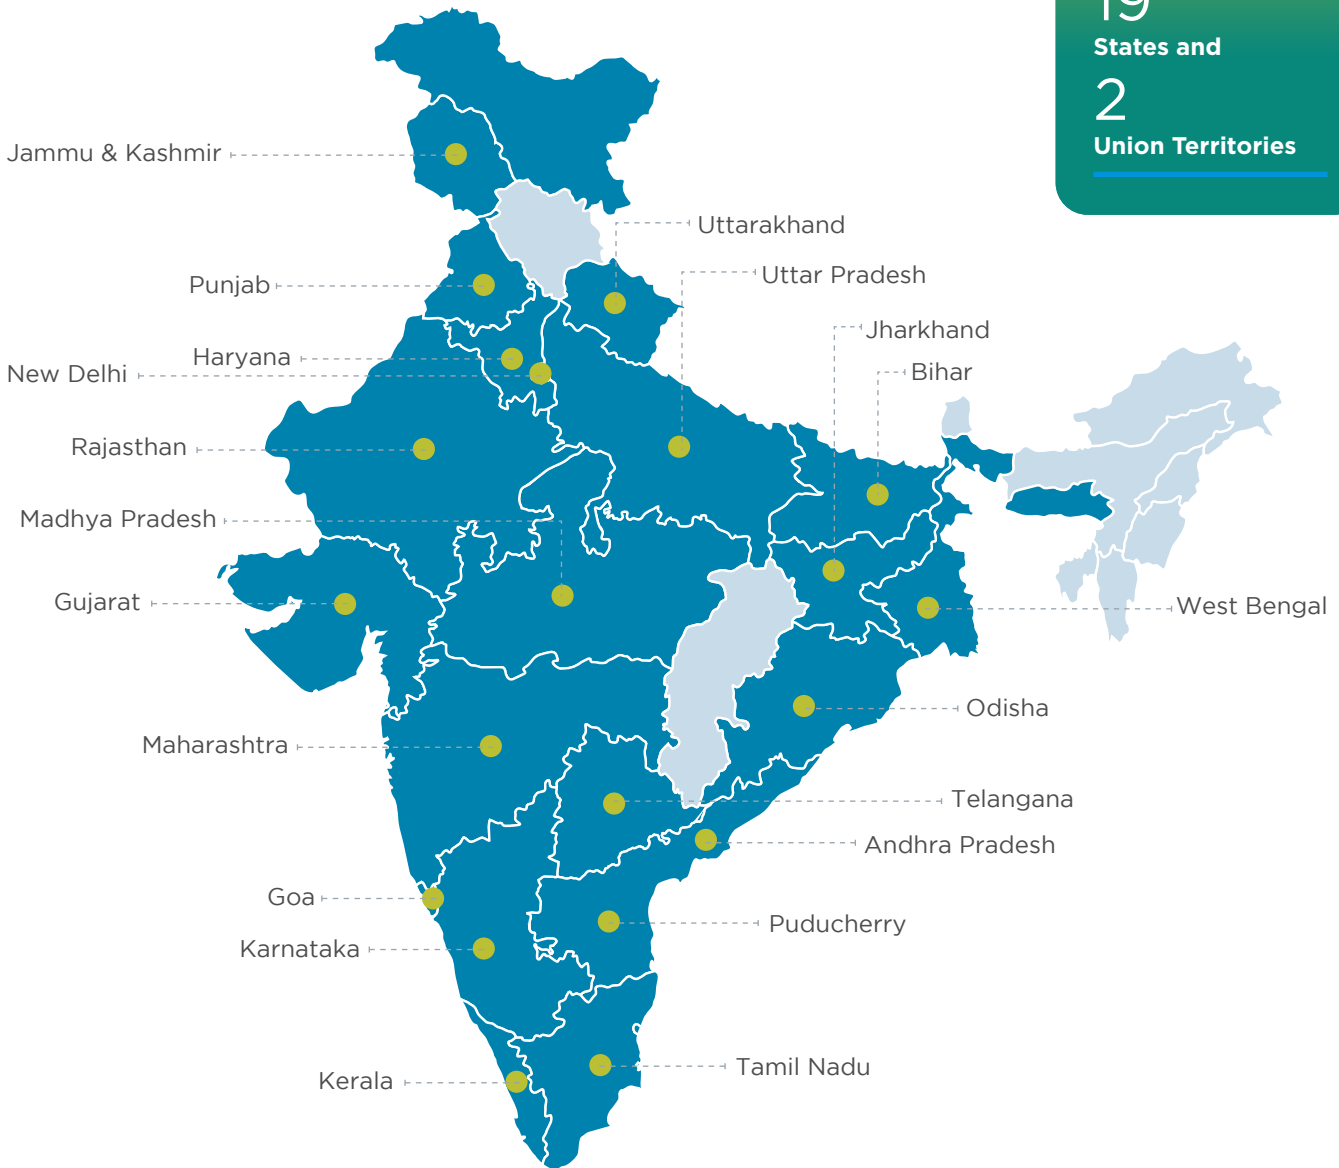 19
States and
2
Union Territories
Jammu & Kashmir
Uttarakhand
Punjab
Uttar Pradesh
Jharkhand
Haryana
New Delhi
Bihar
Rajasthan
Madhya Pradesh
Gujarat
West Bengal
Odisha
Maharashtra
Telangana
Andhra Pradesh
Goa
Puducherry
Karnataka
Tamil Nadu
Kerala